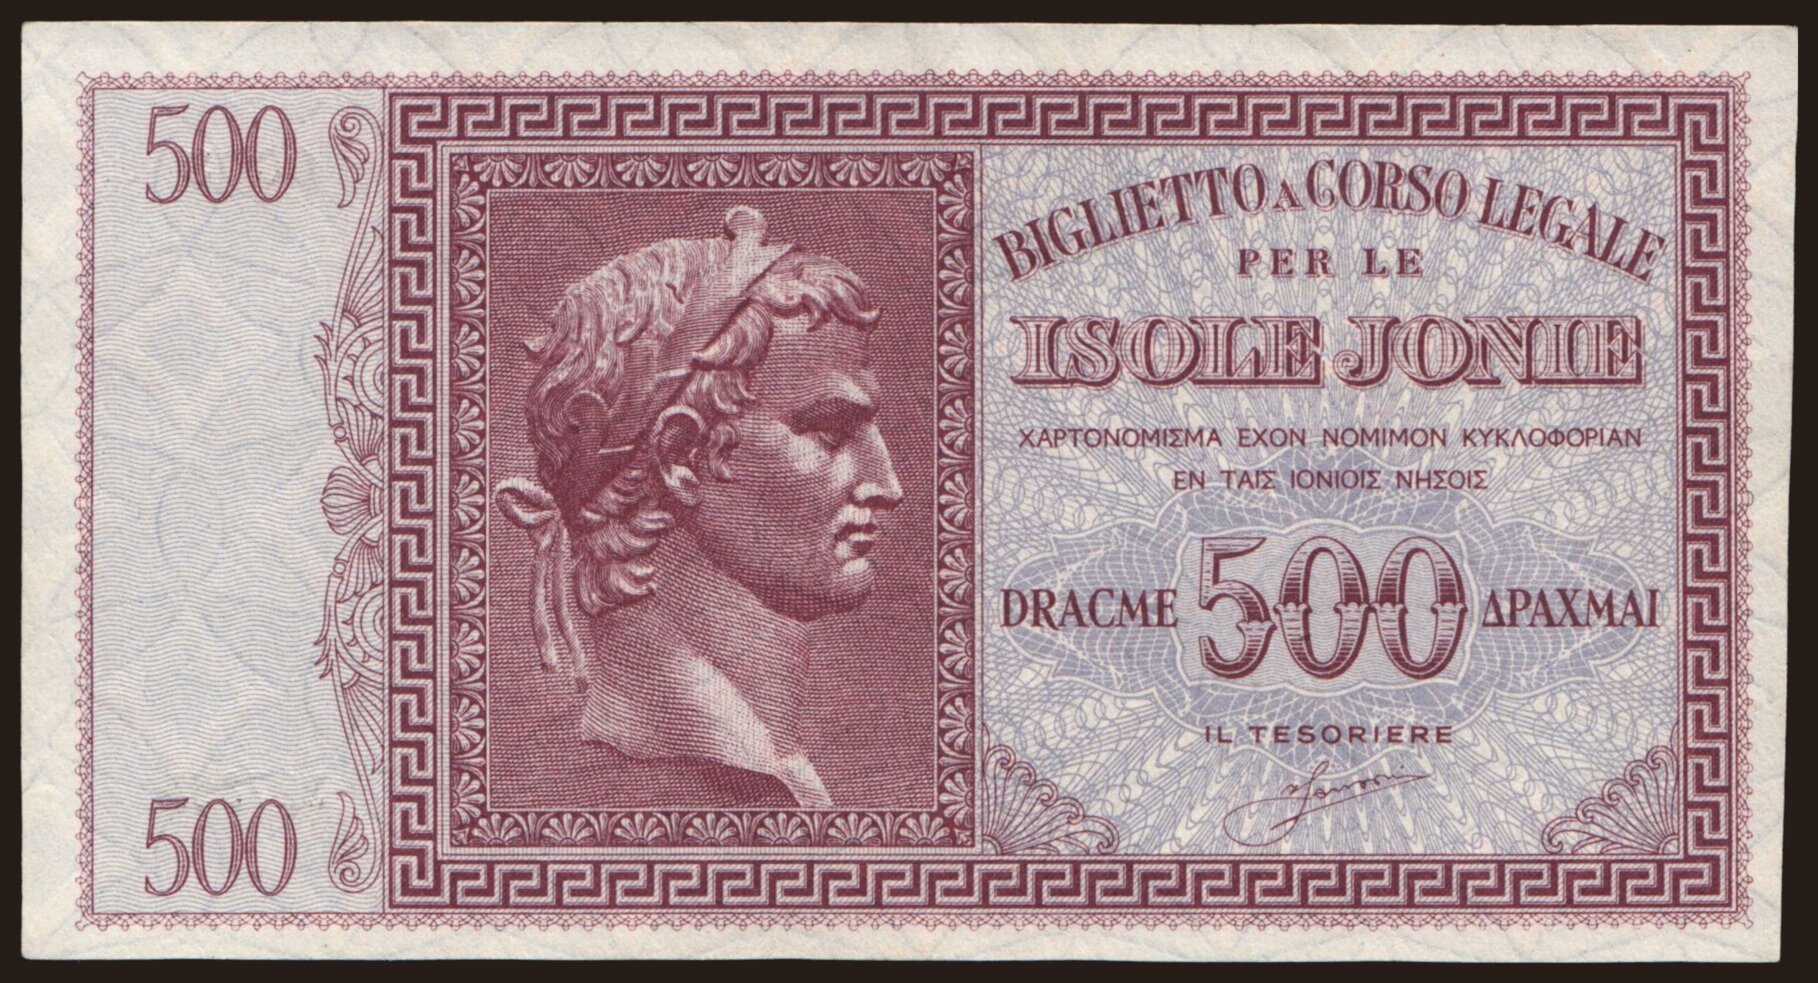 500
BIGLIETTO A CORSO LEGALE
PER LE
ISOLE JONIE
ΧΑΡΤΟΝΟΜΙΣΜΑ ΕΧΟΝ ΝΟΜΙΜΟΝ ΚΥΚΛΟΦΟΡΙΑΝ
ΕΝ ΤΑΙΣ ΙΟΝΙΟΙΣ ΝΗΣΟΙΣ
DRACME 500 ΔΡΑΧΜΑΙ
IL TESORIERE
500